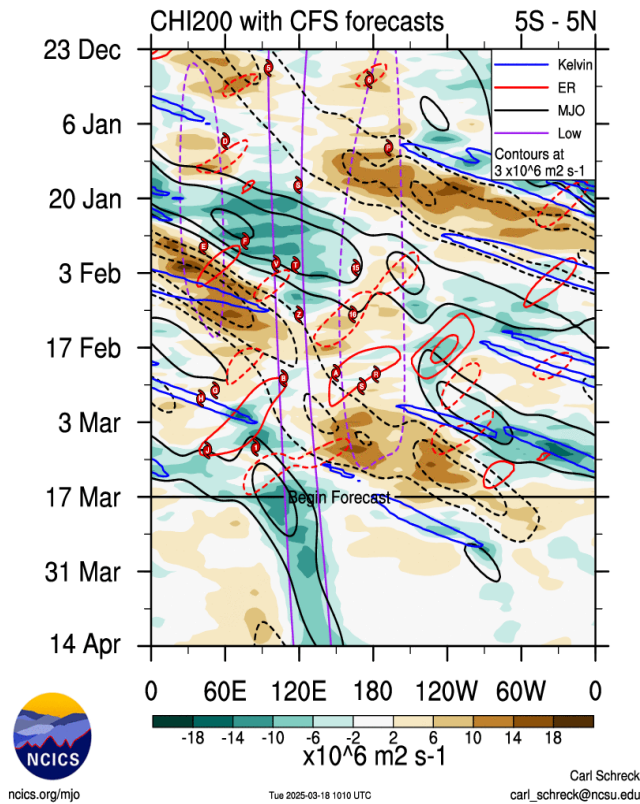 CHI200 with CFS forecasts 5S - 5N
23 Dec
6 Jan
20 Jan
3 Feb
17 Feb
3 Mar
17 Mar
31 Mar
14 Apr
Kelvin
ER
MJO
Low
Contours at
3 x10^6 m2 s-1
Begin Forecast
0 60E 120E 180 120W 60W 0
-18 -14 -10 -6 -2 2 6 10 14 18
x10^6 m2 s-1
NCICS
Carl Schreck
ncics.org/mjo Tue 2025-03-18 1010 UTC carl_schreck@ncsu.edu